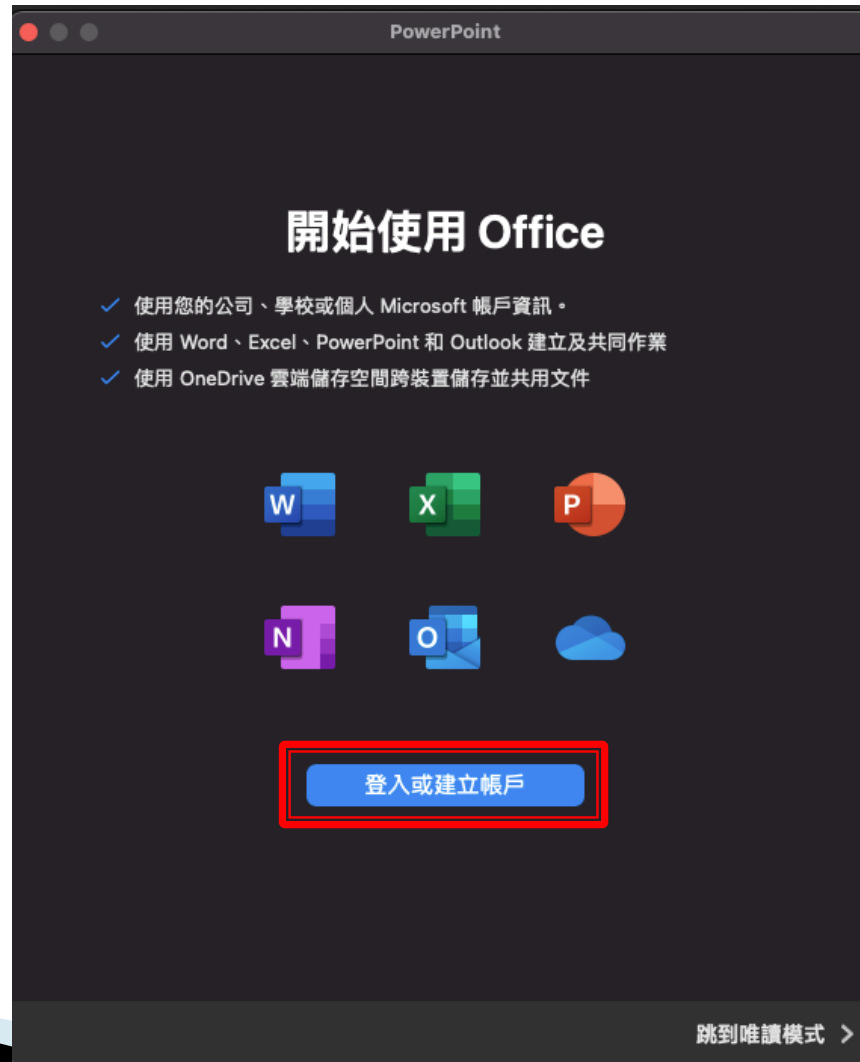 PowerPoint
開始使用 Office
使用您的公司、學校或個人 Microsoft 帳戶資訊。
使用 Word、Excel、PowerPoint 和 Outlook 建立及共同作業
使用 OneDrive 雲端儲存空間跨裝置儲存並共用文件
W X P
N O
登入或建立帳戶
跳到唯讀模式 >